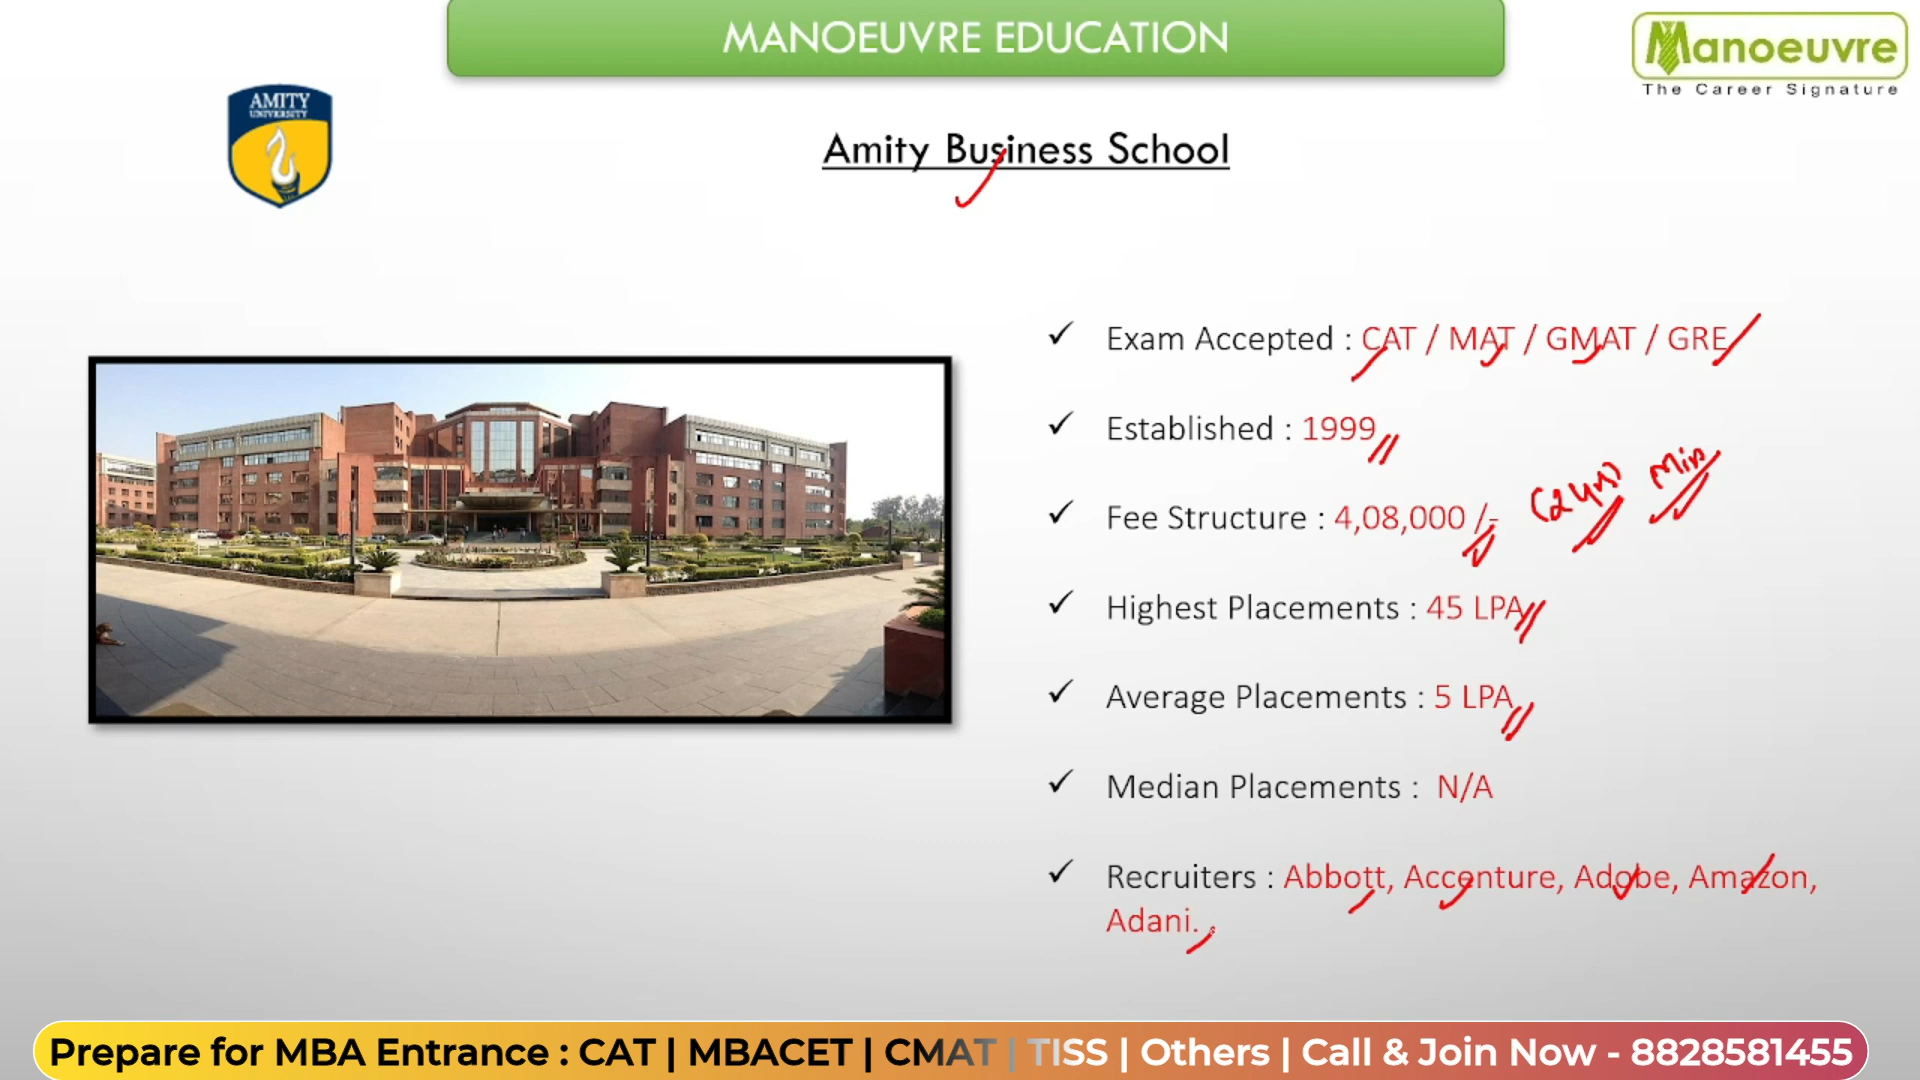 MANOEUVRE EDUCATION
Manoeuvre
The Career Signature
AMITY
UNIVERSITY
Amity Business School
Exam Accepted : CAT / MAT / GMAT / GRE
Established : 1999
Fee Structure : 4,08,000 /- (2 yrs) Min
Highest Placements : 45 LPA
Average Placements : 5 LPA
Median Placements : N/A
Recruiters : Abbott, Accenture, Adobe, Amazon,
Adani.
Prepare for MBA Entrance : CAT | MBACET | CMAT | TISS | Others | Call & Join Now - 8828581455